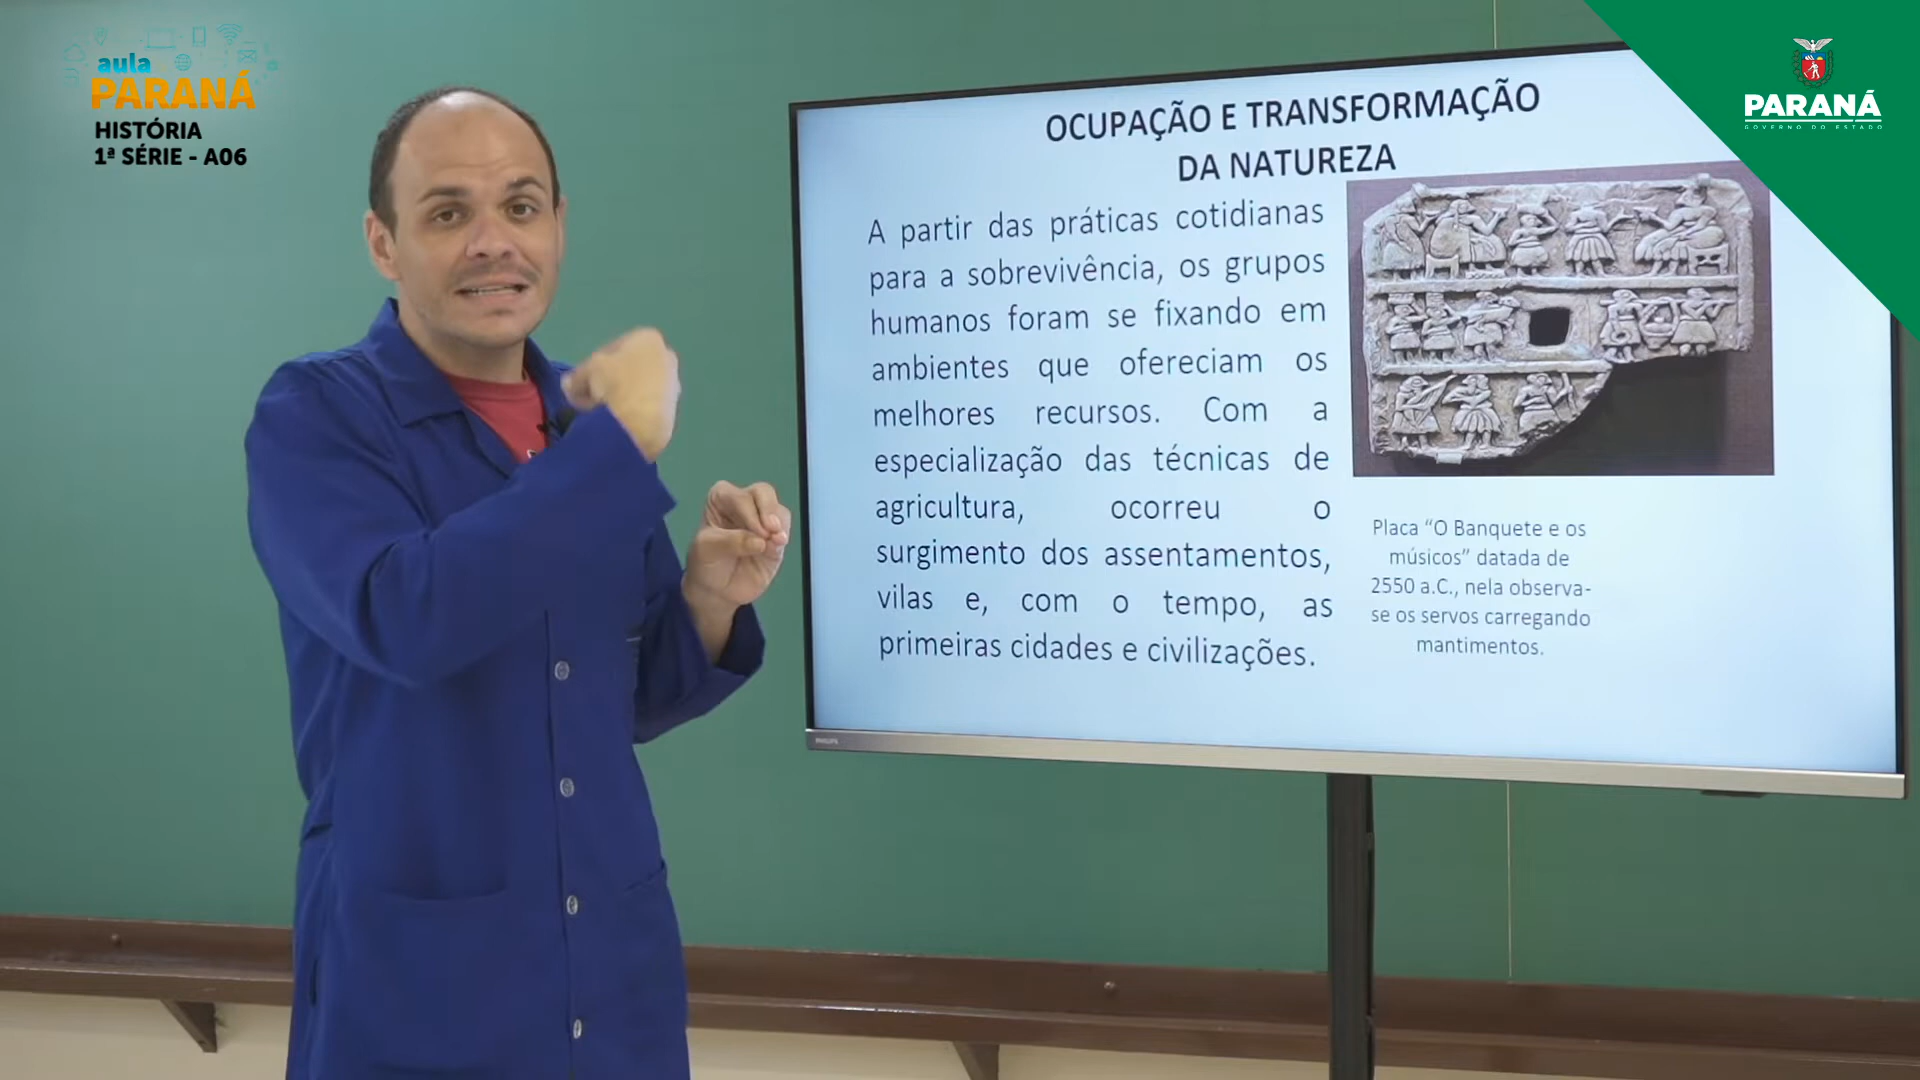 aula
PARANÁ
HISTÓRIA
1ª SÉRIE - A06
PARANÁ
GOVERNO DO ESTADO
OCUPAÇÃO E TRANSFORMAÇÃO
DA NATUREZA
A partir das práticas cotidianas
para a sobrevivência, os grupos
humanos foram se fixando em
ambientes que ofereciam os
melhores recursos. Com a
especialização das técnicas de
agricultura, ocorreu o
surgimento dos assentamentos,
vilas e, com o tempo, as
primeiras cidades e civilizações.
Placa “O Banquete e os
músicos” datada de
2550 a.C., nela observa-
se os servos carregando
mantimentos.
PHILIPS